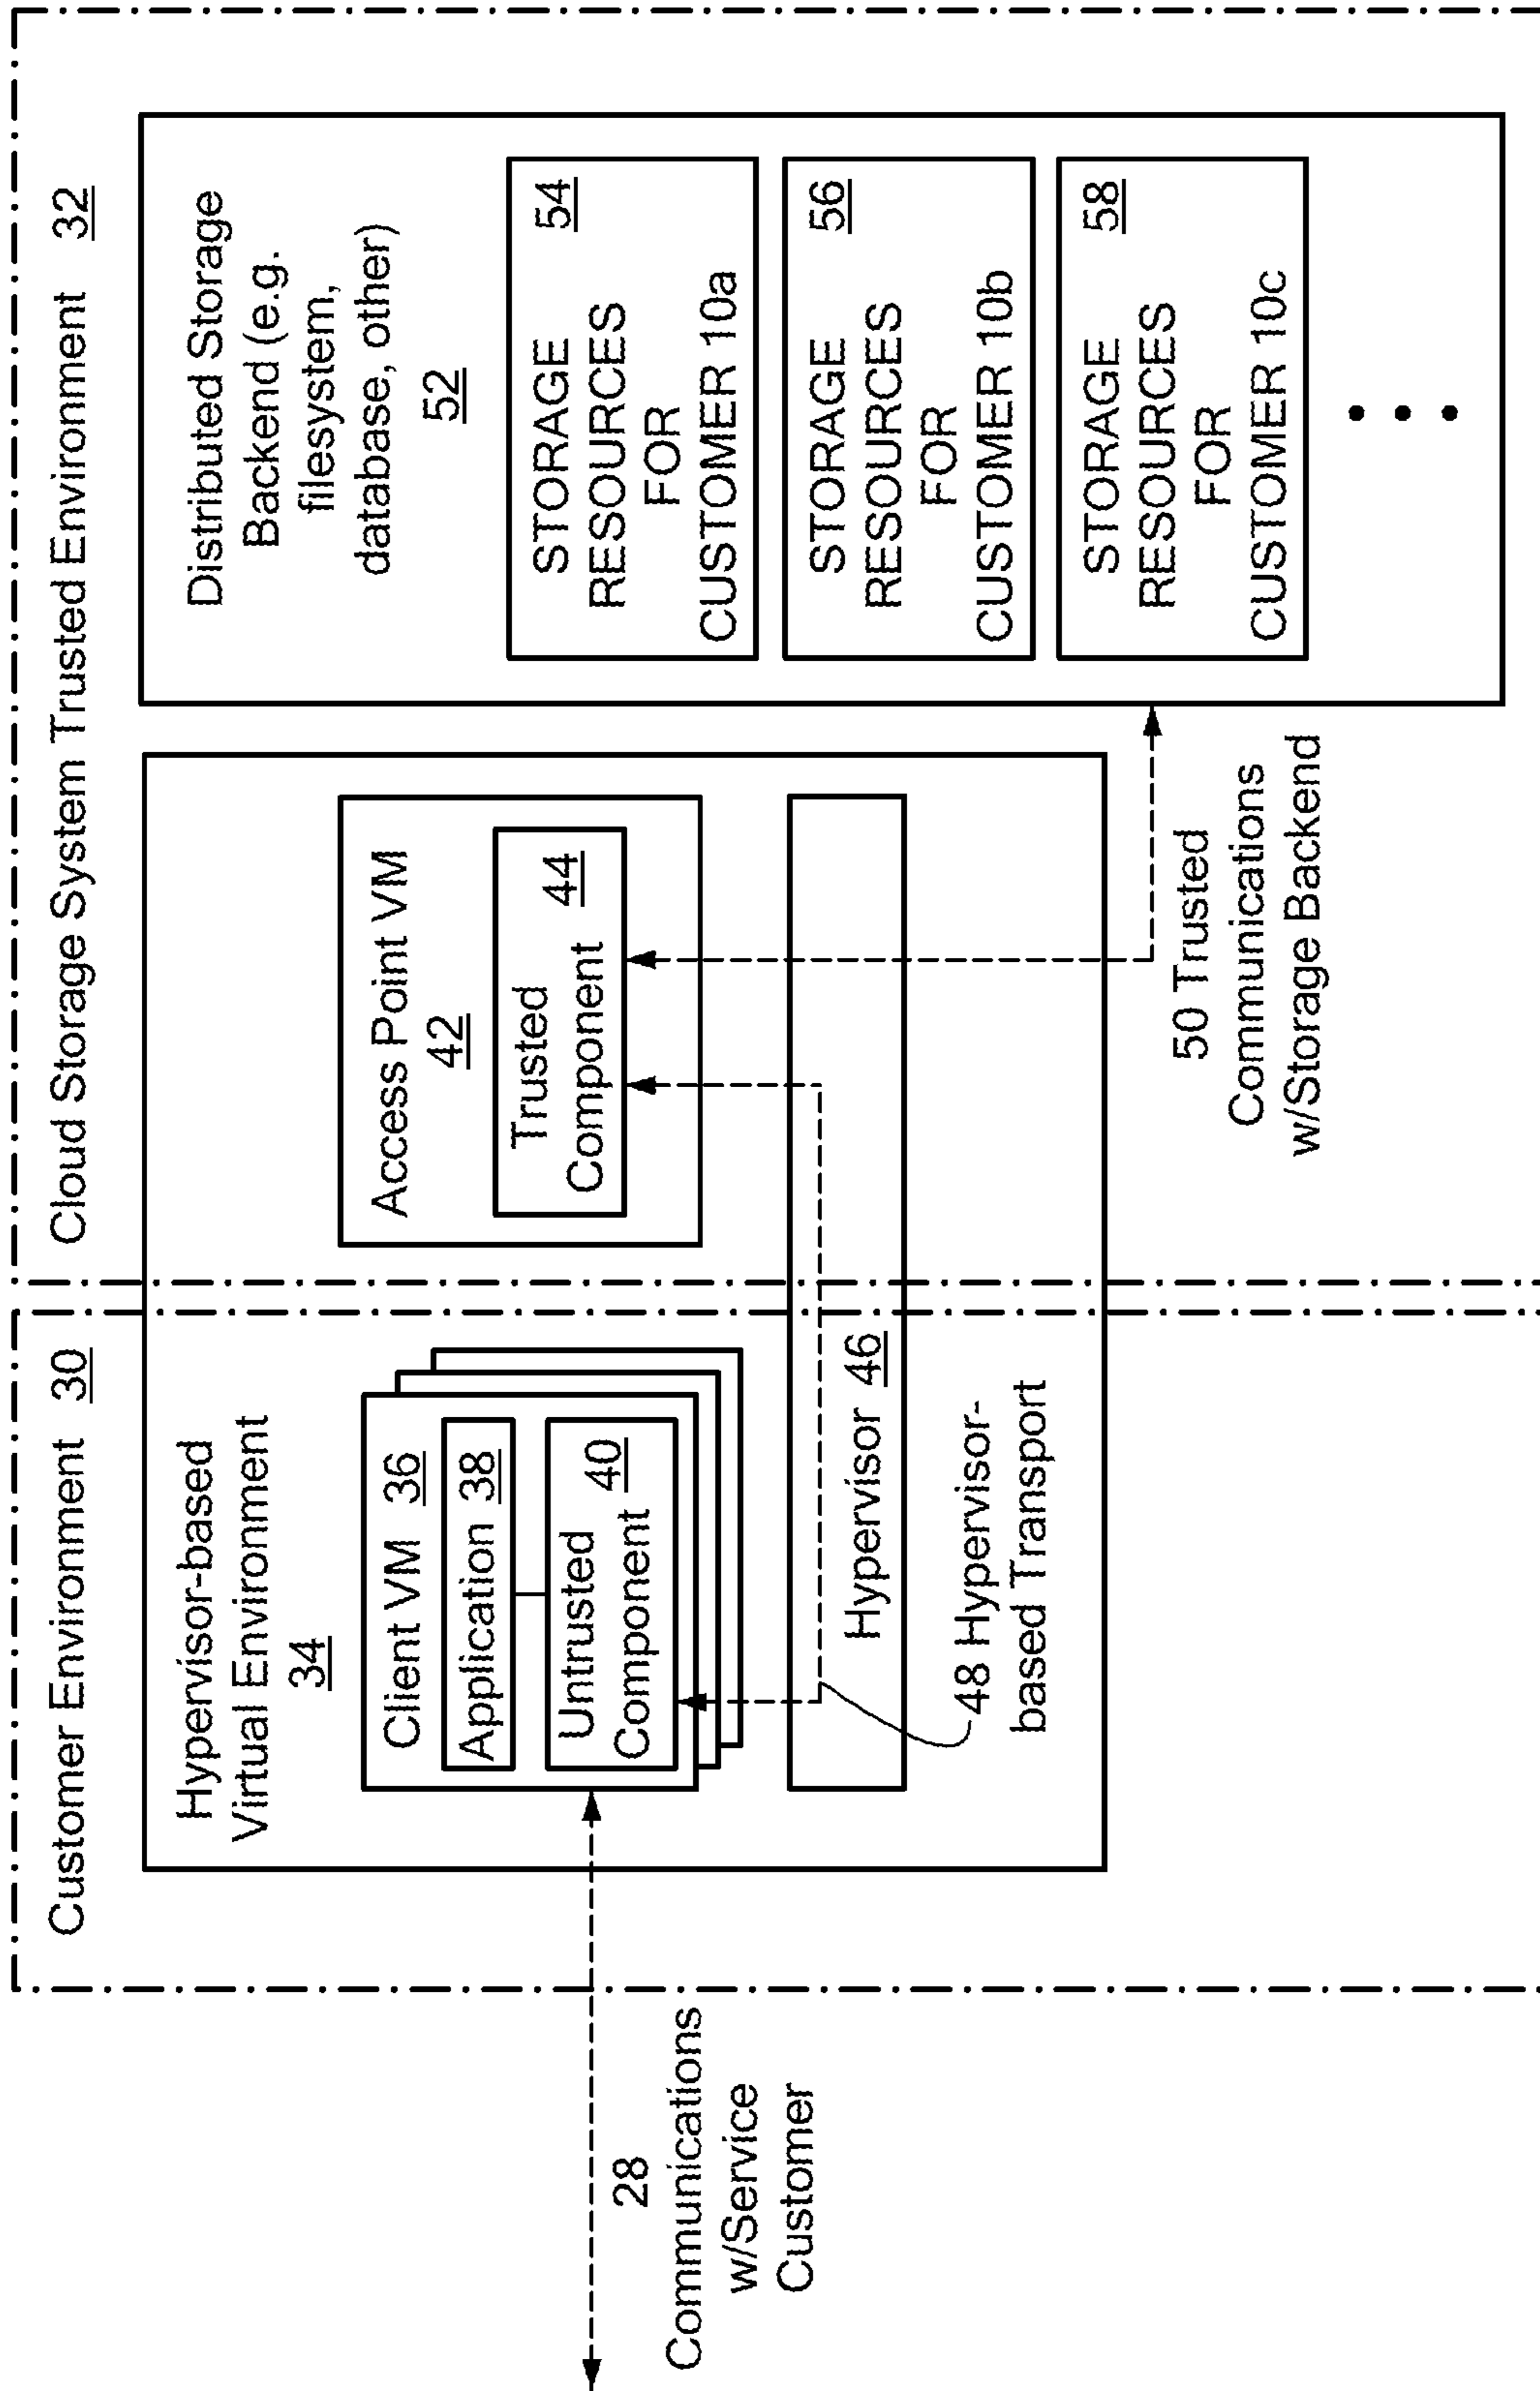 Customer Environment 30
Cloud Storage System Trusted Environment 32
Hypervisor-based
Virtual Environment
34
Client VM 36
Application 38
Untrusted
Component
40
Hypervisor 46
48 Hypervisor-
based Transport
28
Communications
w/Service
Customer
Access Point VM
42
Trusted
Component
44
50 Trusted
Communications
w/Storage Backend
Distributed Storage
Backend (e.g.
filesystem,
database, other)
52
STORAGE
RESOURCES
FOR
CUSTOMER 10a
54
STORAGE
RESOURCES
FOR
CUSTOMER 10b
56
STORAGE
RESOURCES
FOR
CUSTOMER 10c
58